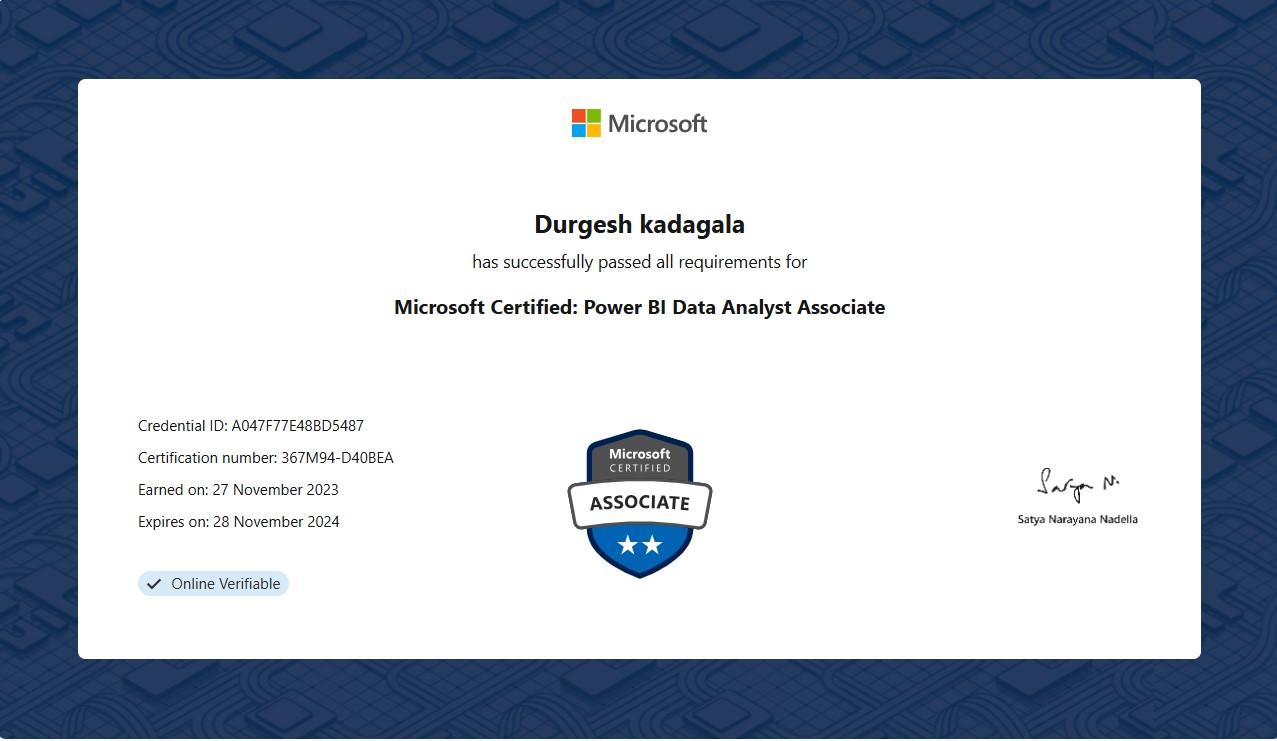 Microsoft
Durgesh kadagala
has successfully passed all requirements for
Microsoft Certified: Power BI Data Analyst Associate
Credential ID: A047F77E48BD5487
Certification number: 367M94-D40BEA
Earned on: 27 November 2023
Expires on: 28 November 2024
Online Verifiable
Microsoft
CERTIFIED
ASSOCIATE
Satya N.
Satya Narayana Nadella